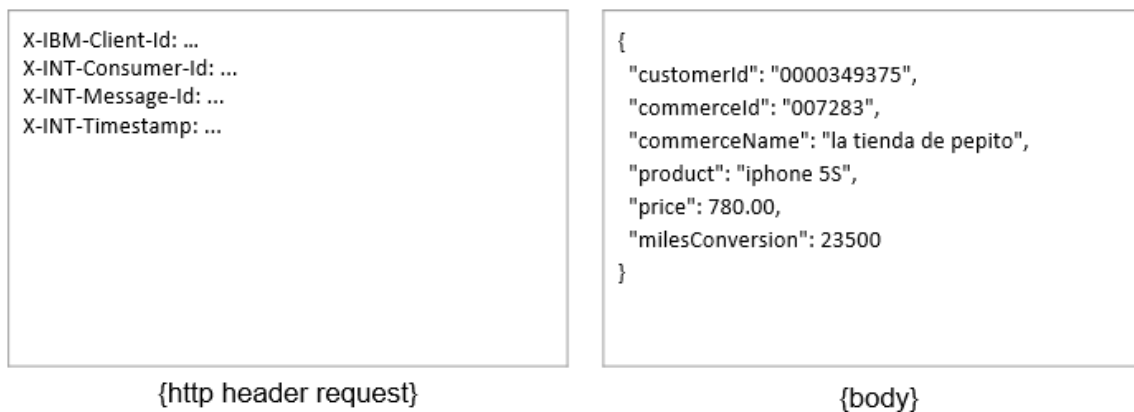 X-IBM-Client-Id: ...
X-INT-Consumer-Id: ...
X-INT-Message-Id: ...
X-INT-Timestamp: ...
{http header request}
{
"customerId": "0000349375",
"commerceId": "007283",
"commerceName": "la tienda de pepito",
"product": "iphone 5S",
"price": 780.00,
"milesConversion": 23500
}
{body}